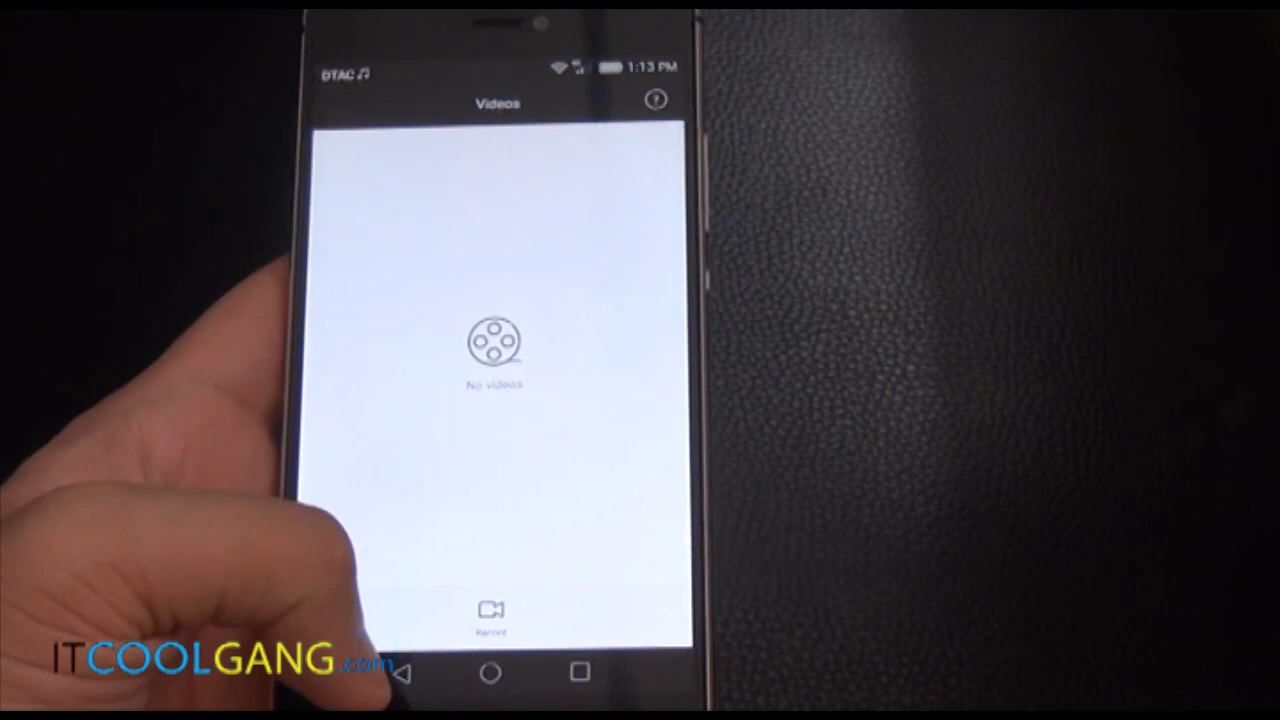 DTAC
1:13 PM
Videos
?
No videos
Record
ITCOOLGANG.com